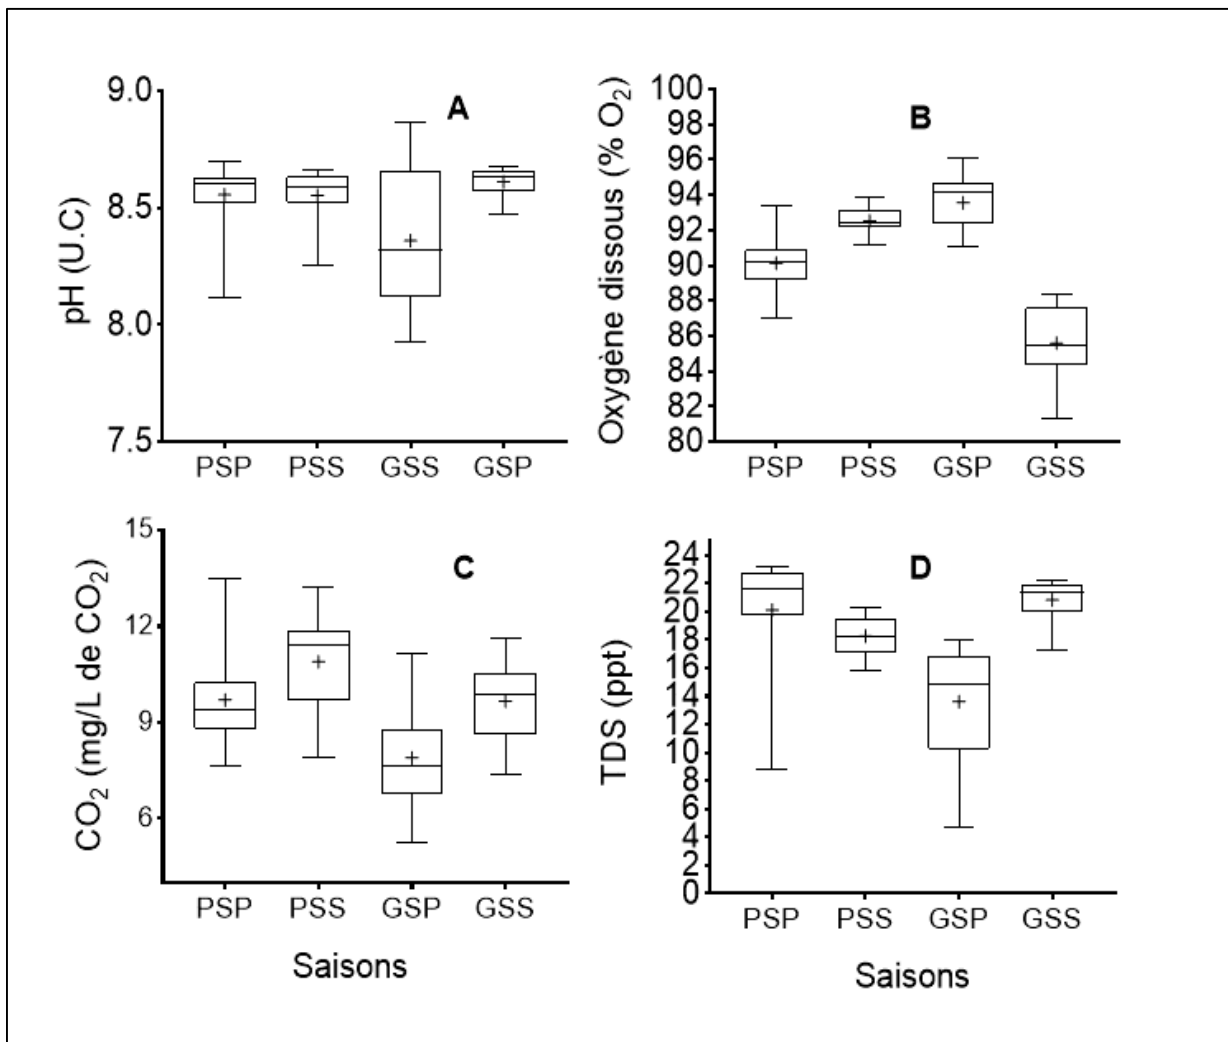 A
pH (U.C)
9.0
8.5
8.0
7.5
PSP PSS GSS GSP
B
Oxygène dissous (% O₂)
100
98
96
94
92
90
88
86
84
82
80
PSP PSS GSP GSS
C
CO₂ (mg/L de CO₂)
15
12
9
6
PSP PSS GSP GSS
Saisons
D
TDS (ppt)
24
22
20
18
16
14
12
10
8
6
4
2
0
PSP PSS GSP GSS
Saisons